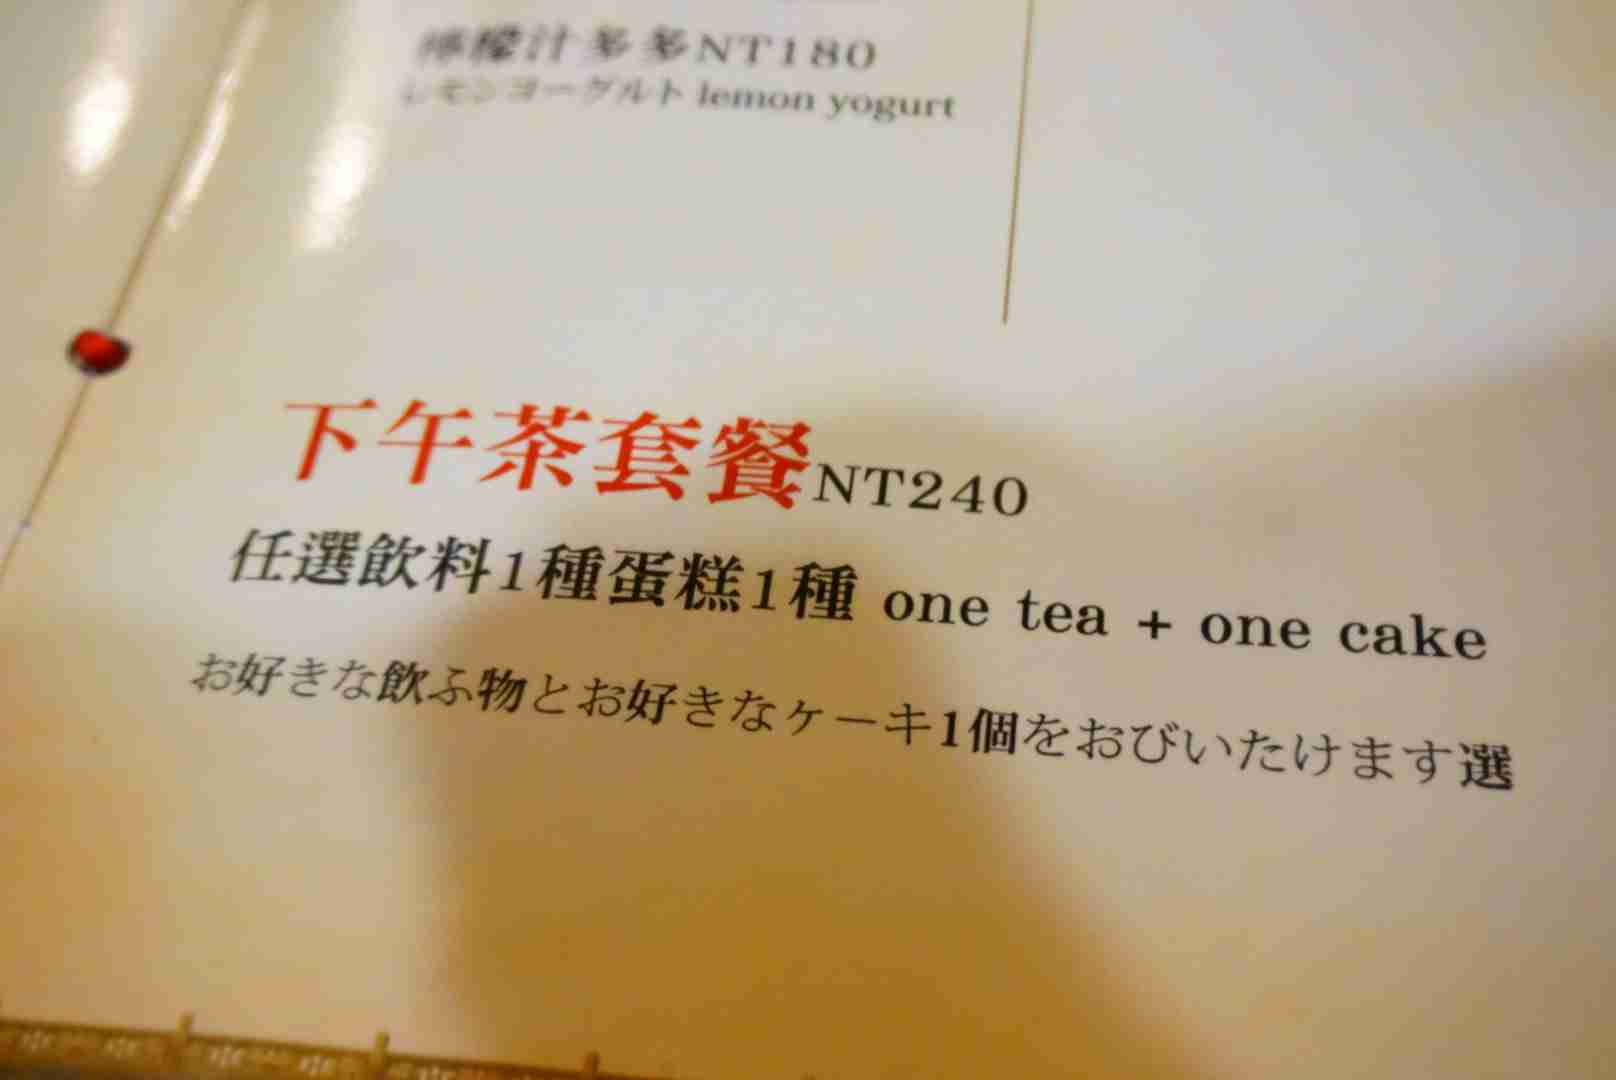 檸檬汁多多NT180
レモンヨーグルト lemon yogurt
下午茶套餐NT240
任選飲料1種蛋糕1種 one tea + one cake
お好きな飲ふ物とお好きなケーキ1個をおびいたけます選